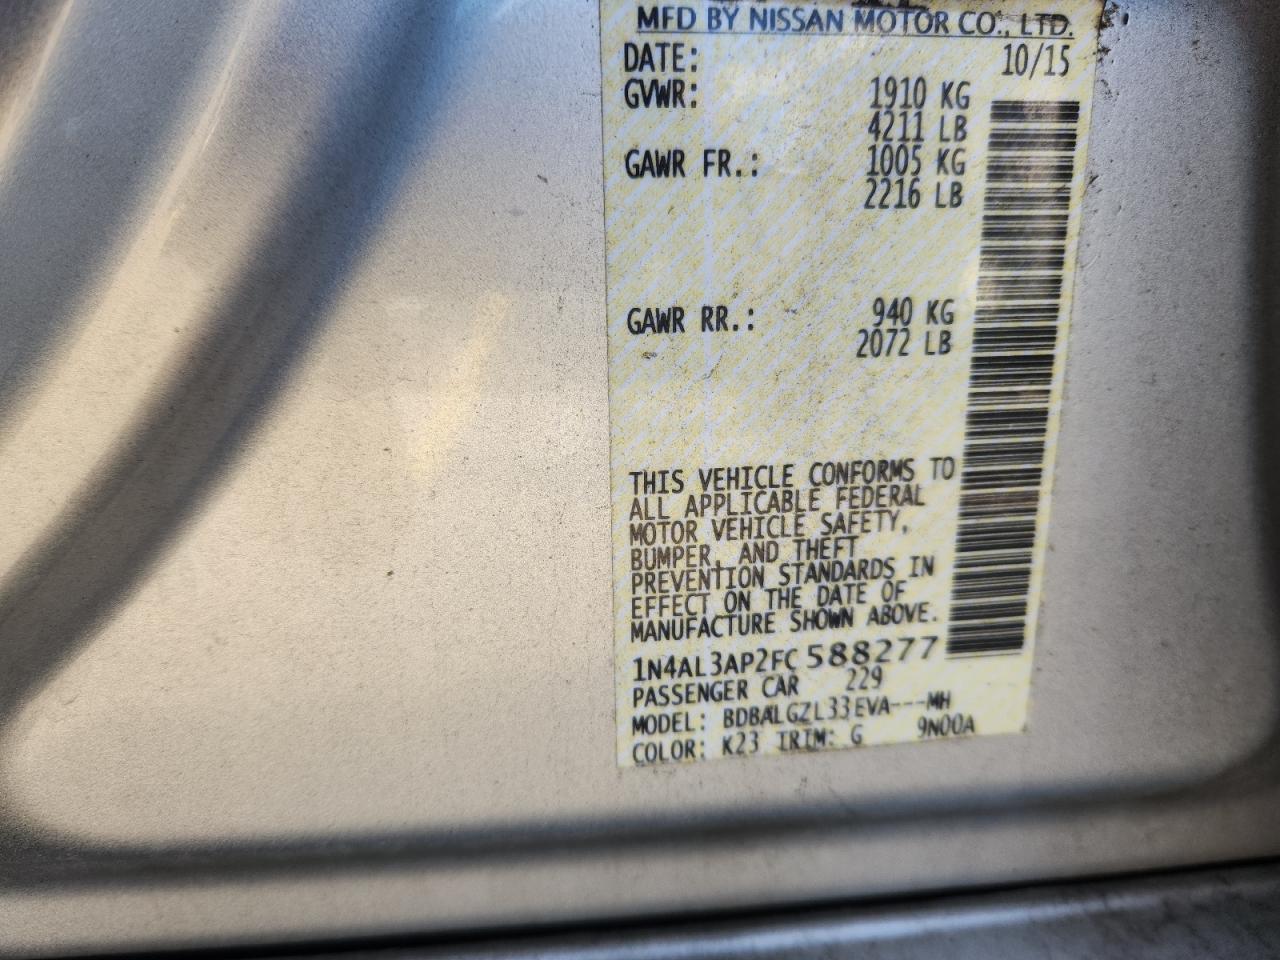 MFD BY NISSAN MOTOR CO., LTD.
DATE: 10/15
GVWR: 1910 KG
4211 LB
GAWR FR.: 1005 KG
2216 LB
GAWR RR.: 940 KG
2072 LB
THIS VEHICLE CONFORMS TO
ALL APPLICABLE FEDERAL
MOTOR VEHICLE SAFETY,
BUMPER, AND THEFT
PREVENTION STANDARDS IN
EFFECT ON THE DATE OF
MANUFACTURE SHOWN ABOVE.
1N4AL3AP2FC588277
PASSENGER CAR 229
MODEL: BDBALGZL33EVA---MH
COLOR: K23 TRIM: G 9N00A